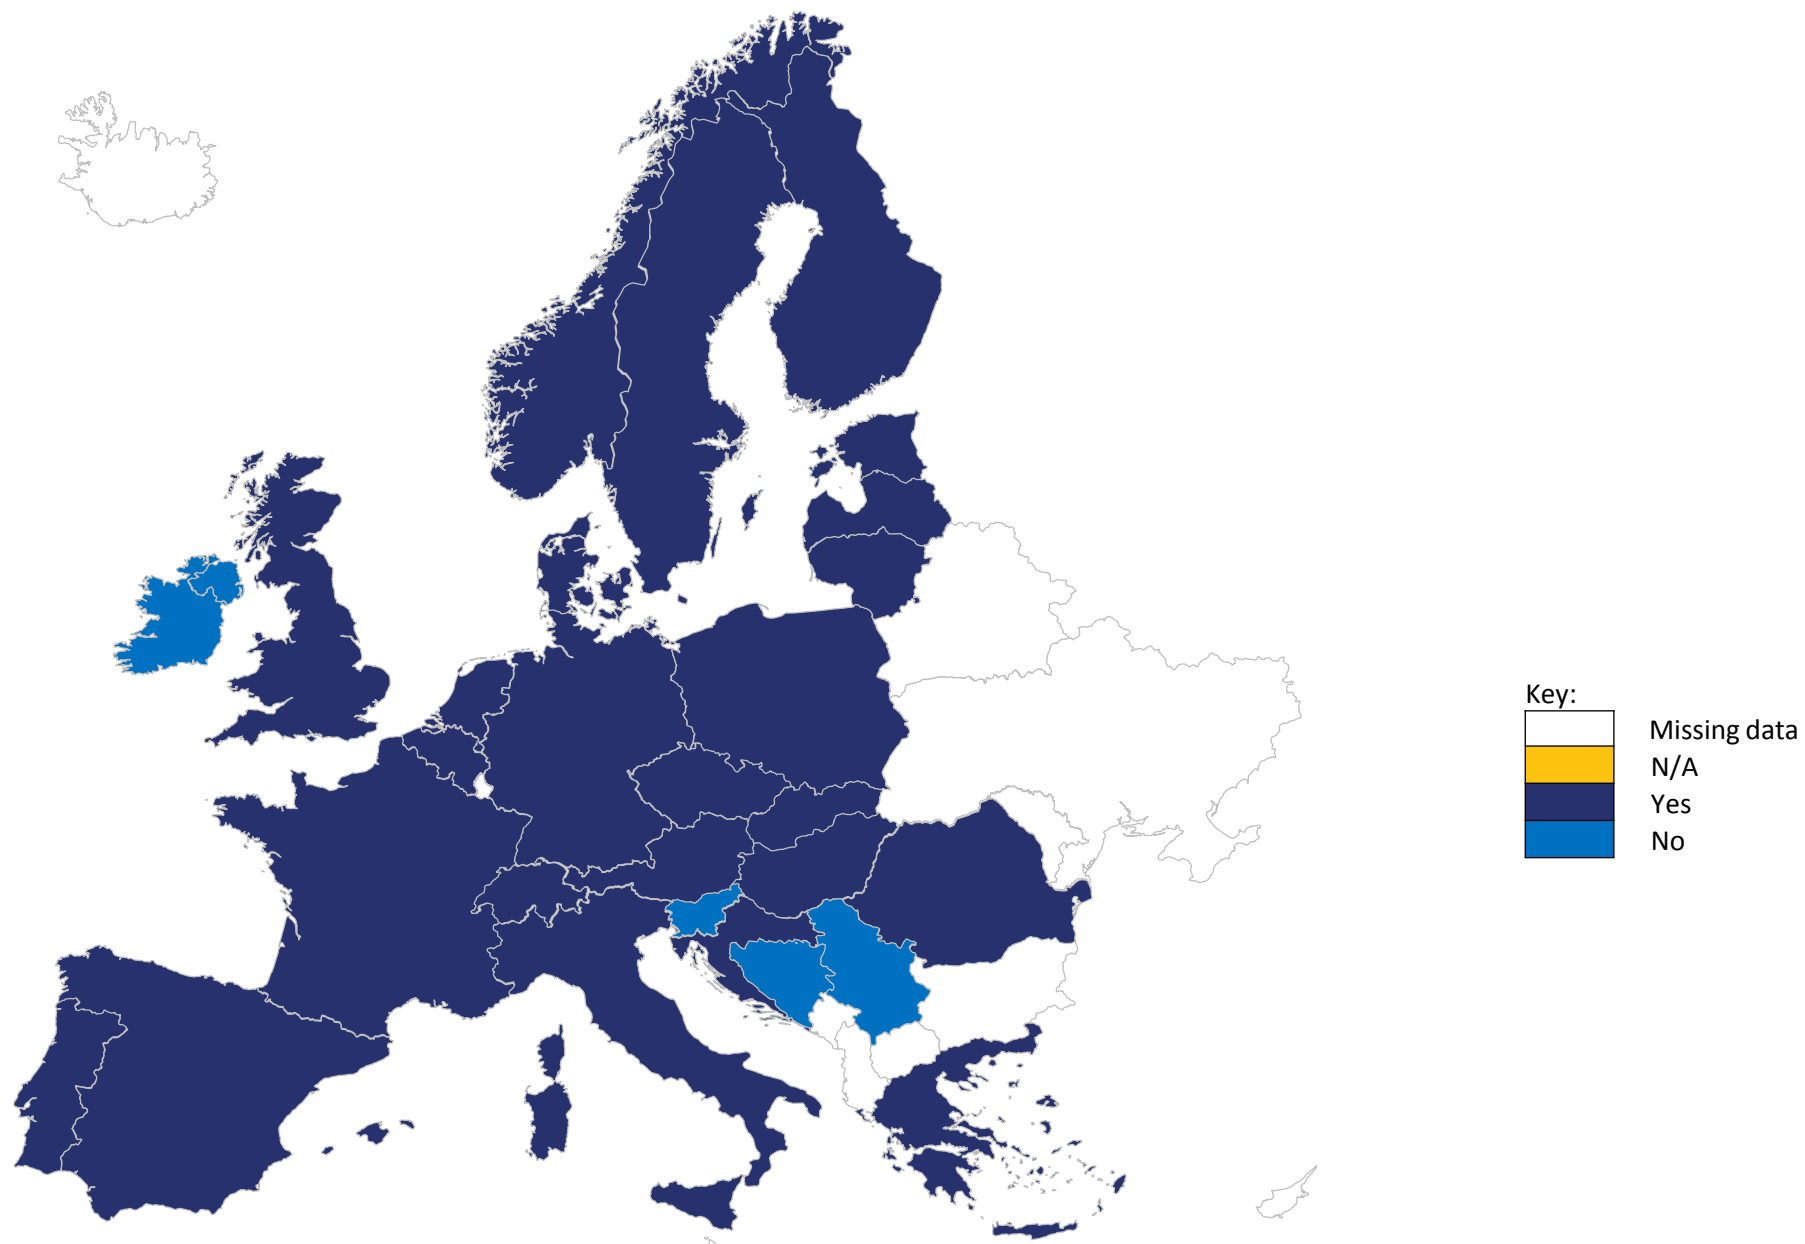 Key:
Missing data
N/A
Yes
No